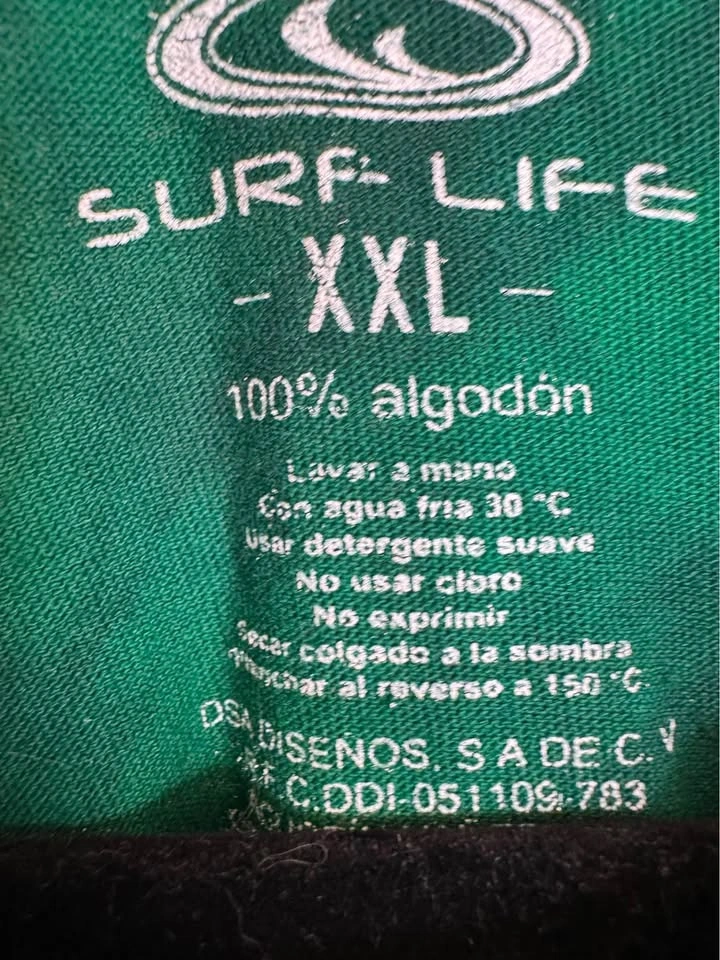 SURF LIFE
- XXL -
100% algodón
Lavar a mano
Con agua fria 30 °C
Usar detergente suave
No usar cloro
No exprimir
Secar colgado a la sombra
Planchar al reverso a 150 °C
DISEÑOS, S A DE C.V
R.F.C.DDI-051109-783